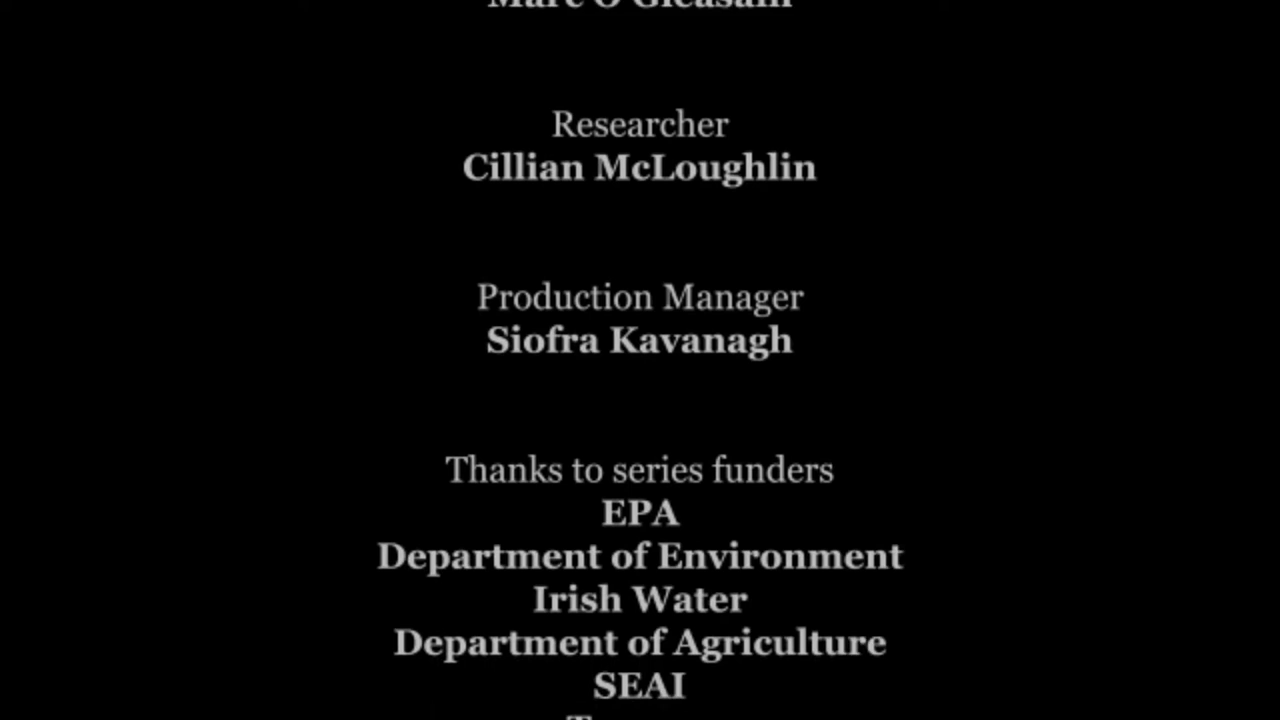 Researcher
Cillian McLoughlin
Production Manager
Siofra Kavanagh
Thanks to series funders
EPA
Department of Environment
Irish Water
Department of Agriculture
SEAI